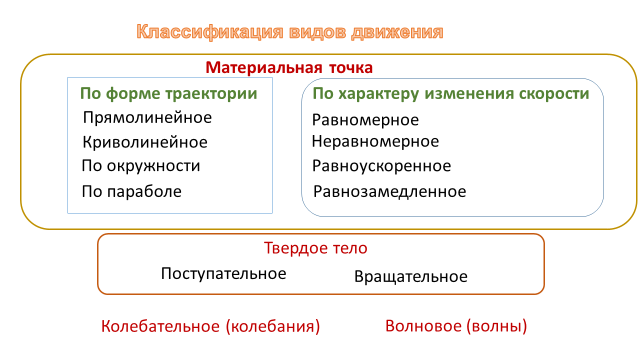 Классификация видов движения
Материальная точка
По форме траектории
Прямолинейное
Криволинейное
По окружности
По параболе
По характеру изменения скорости
Равномерное
Неравномерное
Равноускоренное
Равнозамедленное
Твердое тело
Поступательное
Вращательное
Колебательное (колебания)
Волновое (волны)